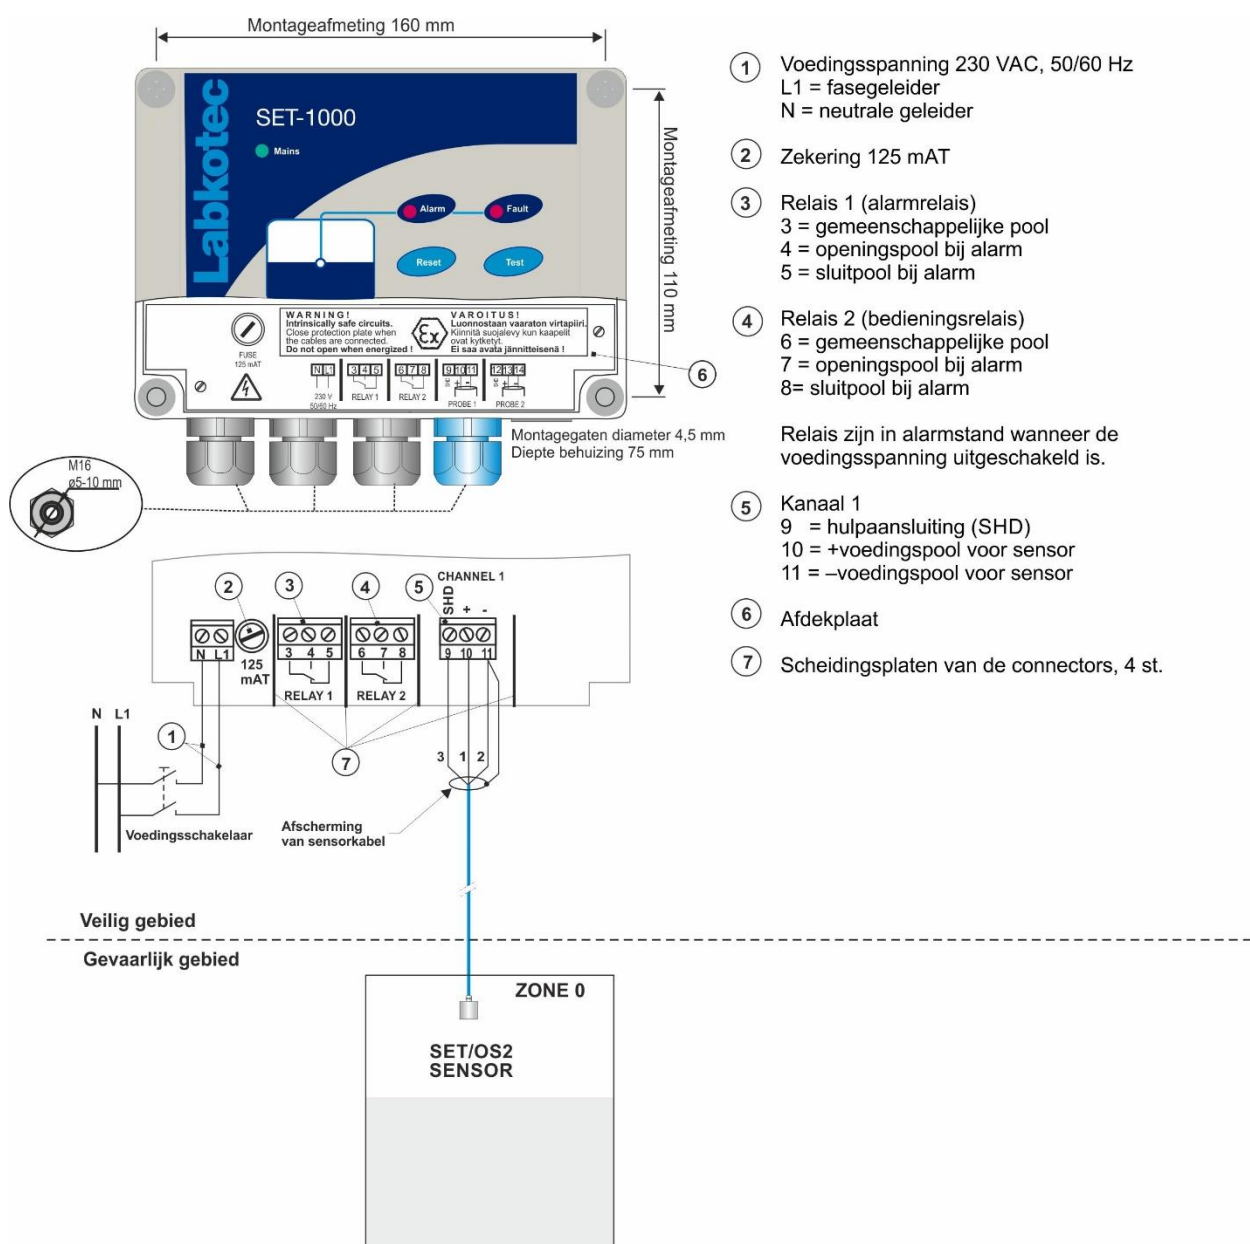 Montageafmeting 160 mm
Labkotec
SET-1000
Mains
Alarm
Fault
Reset
Test
Montageafmeting 110 mm
WARNING!
Intrinsically safe circuits.
Close protection plate when
the cables are connected.
Do not open when energized !
Ex
VAROITUS!
Luonnostaan vaaraton virtapiiri.
Kiinnitä suojalevy kun kaapelit
ovat kytketyt.
Ei saa avata jännitteisenä !
FUSE
125 mAT
N L1
3 4 5
6 7 8
9 10 11
12 13 14
230 V
50/60 Hz
RELAY 1
RELAY 2
+ -
+ -
PROBE 1
PROBE 2
6
Montagegaten diameter 4,5 mm
Diepte behuizing 75 mm
M16
ø5-10 mm
1 Voedingsspanning 230 VAC, 50/60 Hz
L1 = fasegeleider
N = neutrale geleider
2 Zekering 125 mAT
3 Relais 1 (alarmrelais)
3 = gemeenschappelijke pool
4 = openingspool bij alarm
5 = sluitpool bij alarm
4 Relais 2 (bedieningsrelais)
6 = gemeenschappelijke pool
7 = openingspool bij alarm
8= sluitpool bij alarm
Relais zijn in alarmstand wanneer de
voedingsspanning uitgeschakeld is.
5 Kanaal 1
9 = hulpaansluiting (SHD)
10 = +voedingspool voor sensor
11 = –voedingspool voor sensor
6 Afdekplaat
7 Scheidingsplaten van de connectors, 4 st.
2
3
4
5
CHANNEL 1
SHD + -
N L1
125
mAT
3 4 5
RELAY 1
6 7 8
RELAY 2
9 10 11
N L1
1
7
3 1 2
Voedingsschakelaar
Afscherming
van sensorkabel
Veilig gebied
Gevaarlijk gebied
ZONE 0
SET/OS2
SENSOR